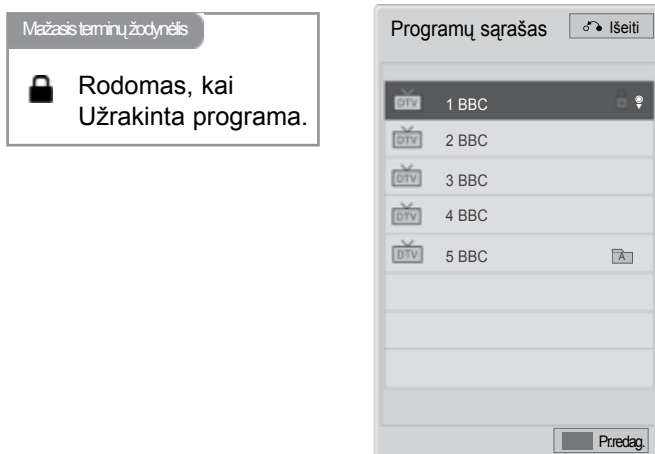 Mažasis terminų žodynėlis
Rodomas, kai
Užrakinta programa.
Programų sąrašas
Išeiti
DTV 1 BBC
DTV 2 BBC
DTV 3 BBC
DTV 4 BBC
DTV 5 BBC A
Pr.redag.